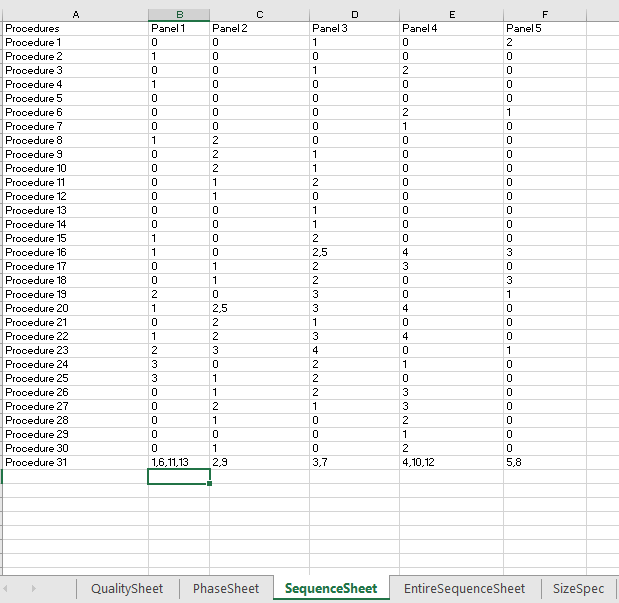 A B C D E F
Procedures Panel 1 Panel 2 Panel 3 Panel 4 Panel 5
Procedure 1 0 0 1 0 2
Procedure 2 1 0 0 0 0
Procedure 3 0 0 1 2 0
Procedure 4 1 0 0 0 0
Procedure 5 0 0 0 0 0
Procedure 6 0 0 0 2 1
Procedure 7 0 0 0 1 0
Procedure 8 1 2 0 0 0
Procedure 9 0 2 1 0 0
Procedure 10 0 2 1 0 0
Procedure 11 0 1 2 0 0
Procedure 12 0 1 0 0 0
Procedure 13 0 0 1 0 0
Procedure 14 0 0 1 0 0
Procedure 15 1 0 2 0 0
Procedure 16 1 0 2,5 4 3
Procedure 17 0 1 2 3 0
Procedure 18 0 1 2 0 3
Procedure 19 2 0 3 0 1
Procedure 20 1 2,5 3 4 0
Procedure 21 0 2 1 0 0
Procedure 22 1 2 3 4 0
Procedure 23 2 3 4 0 1
Procedure 24 3 0 2 1 0
Procedure 25 3 1 2 0 0
Procedure 26 0 1 2 3 0
Procedure 27 0 2 1 3 0
Procedure 28 0 1 0 2 0
Procedure 29 0 0 0 1 0
Procedure 30 0 1 0 2 0
Procedure 31 1,6,11,13 2,9 3,7 4,10,12 5,8
QualitySheet PhaseSheet SequenceSheet EntireSequenceSheet SizeSpec